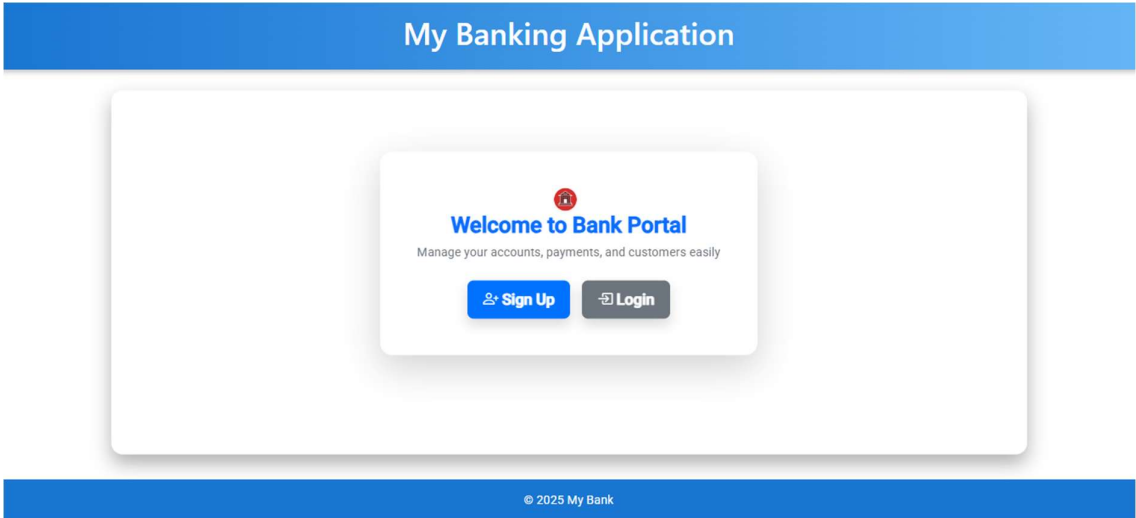 My Banking Application
Welcome to Bank Portal
Manage your accounts, payments, and customers easily
Sign Up
Login
© 2025 My Bank